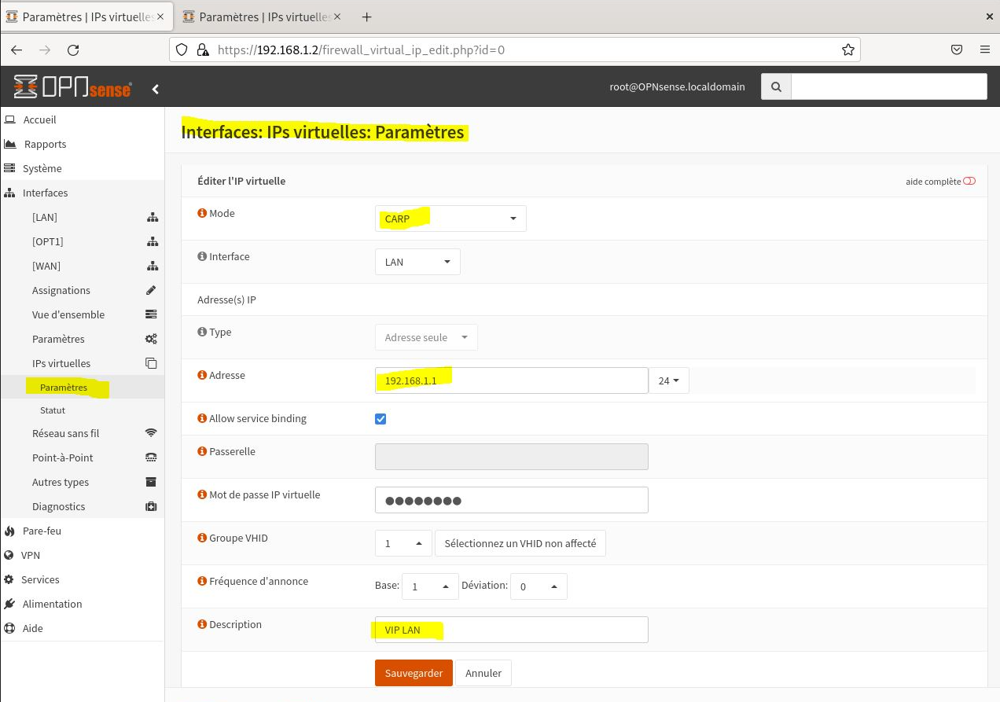 Paramètres | IPs virtuelles
Paramètres | IPs virtuelles
https://192.168.1.2/firewall_virtual_ip_edit.php?id=0
OPNsense
root@OPNsense.localdomain
Accueil
Rapports
Système
Interfaces
[LAN]
[OPT1]
[WAN]
Assignations
Vue d'ensemble
Paramètres
IPs virtuelles
Paramètres
Statut
Réseau sans fil
Point-à-Point
Autres types
Diagnostics
Pare-feu
VPN
Services
Alimentation
Aide
Interfaces: IPs virtuelles: Paramètres
Éditer l'IP virtuelle aide complète
Mode CARP
Interface LAN
Adresse(s) IP
Type Adresse seule
Adresse 192.168.1.1 24
Allow service binding
Passerelle
Mot de passe IP virtuelle ●●●●●●●●
Groupe VHID 1 Sélectionnez un VHID non affecté
Fréquence d'annonce Base: 1 Déviation: 0
Description VIP LAN
Sauvegarder Annuler